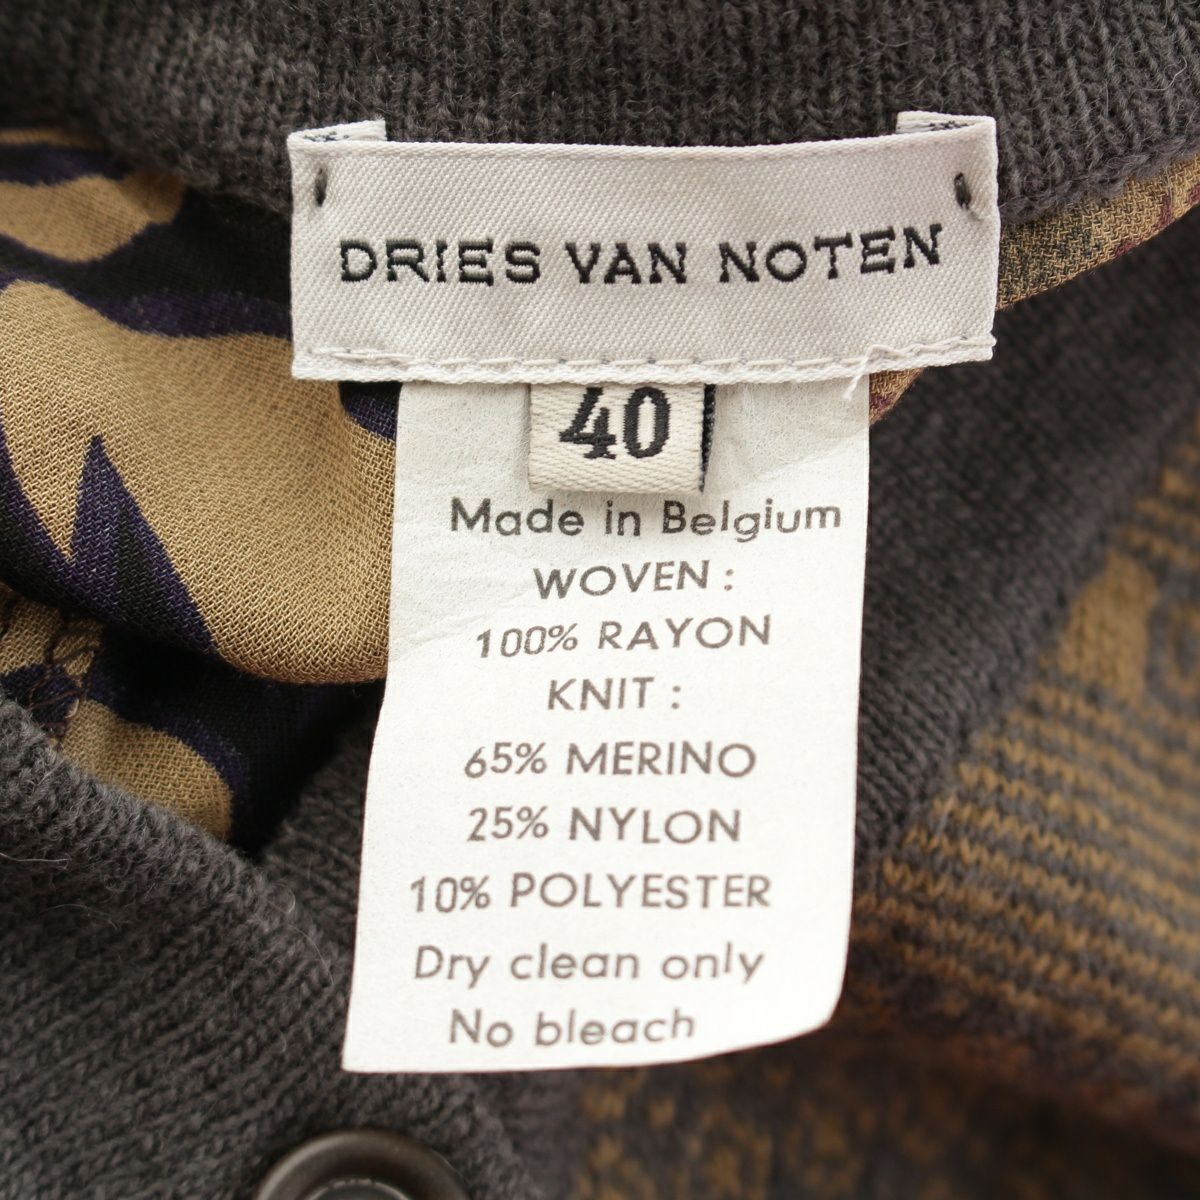 DRIES VAN NOTEN
40
Made in Belgium
WOVEN :
100% RAYON
KNIT :
65% MERINO
25% NYLON
10% POLYESTER
Dry clean only
No bleach